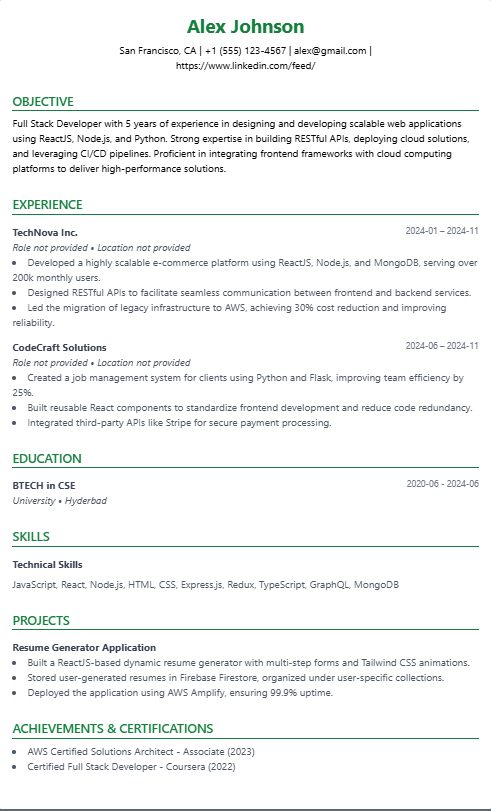 Alex Johnson
San Francisco, CA | +1 (555) 123-4567 | alex@gmail.com |
https://www.linkedin.com/feed/
OBJECTIVE
Full Stack Developer with 5 years of experience in designing and developing scalable web applications
using ReactJS, Node.js, and Python. Strong expertise in building RESTful APIs, deploying cloud solutions,
and leveraging CI/CD pipelines. Proficient in integrating frontend frameworks with cloud computing
platforms to deliver high-performance solutions.
EXPERIENCE
TechNova Inc. 2024-01 – 2024-11
Role not provided • Location not provided
• Developed a highly scalable e-commerce platform using ReactJS, Node.js, and MongoDB, serving over
200k monthly users.
• Designed RESTful APIs to facilitate seamless communication between frontend and backend services.
• Led the migration of legacy infrastructure to AWS, achieving 30% cost reduction and improving
reliability.
CodeCraft Solutions 2024-06 – 2024-11
Role not provided • Location not provided
• Created a job management system for clients using Python and Flask, improving team efficiency by
25%.
• Built reusable React components to standardize frontend development and reduce code redundancy.
• Integrated third-party APIs like Stripe for secure payment processing.
EDUCATION
BTECH in CSE 2020-06 - 2024-06
University • Hyderbad
SKILLS
Technical Skills
JavaScript, React, Node.js, HTML, CSS, Express.js, Redux, TypeScript, GraphQL, MongoDB
PROJECTS
Resume Generator Application
• Built a ReactJS-based dynamic resume generator with multi-step forms and Tailwind CSS animations.
• Stored user-generated resumes in Firebase Firestore, organized under user-specific collections.
• Deployed the application using AWS Amplify, ensuring 99.9% uptime.
ACHIEVEMENTS & CERTIFICATIONS
• AWS Certified Solutions Architect - Associate (2023)
• Certified Full Stack Developer - Coursera (2022)